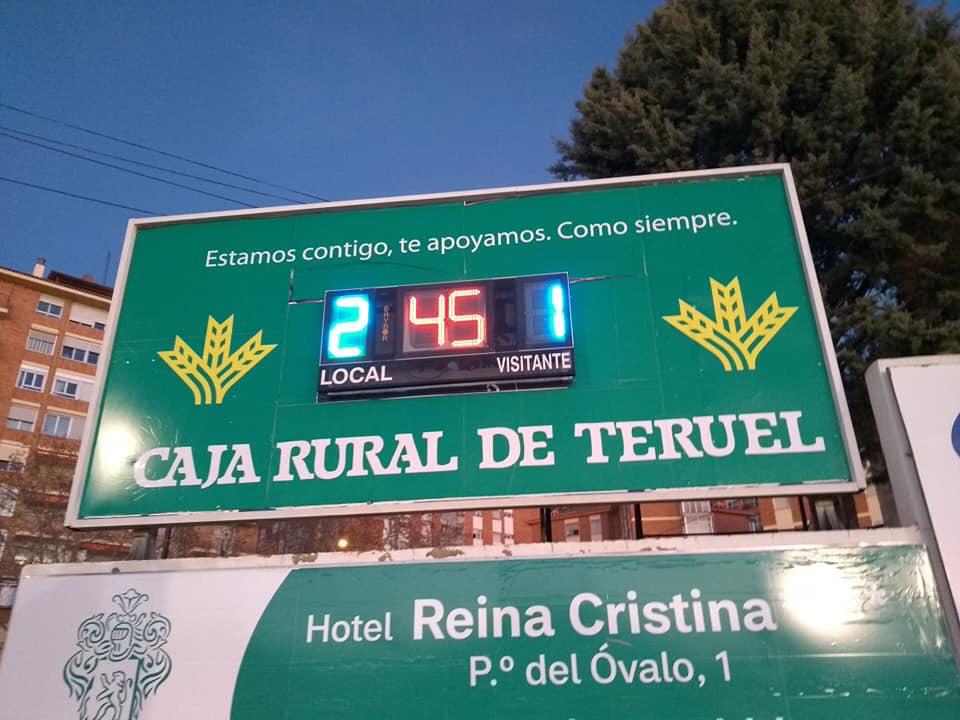 Estamos contigo, te apoyamos. Como siempre.
2 45 1
LOCAL VISITANTE
CAJA RURAL DE TERUEL
Hotel Reina Cristina
P.º del Óvalo, 1